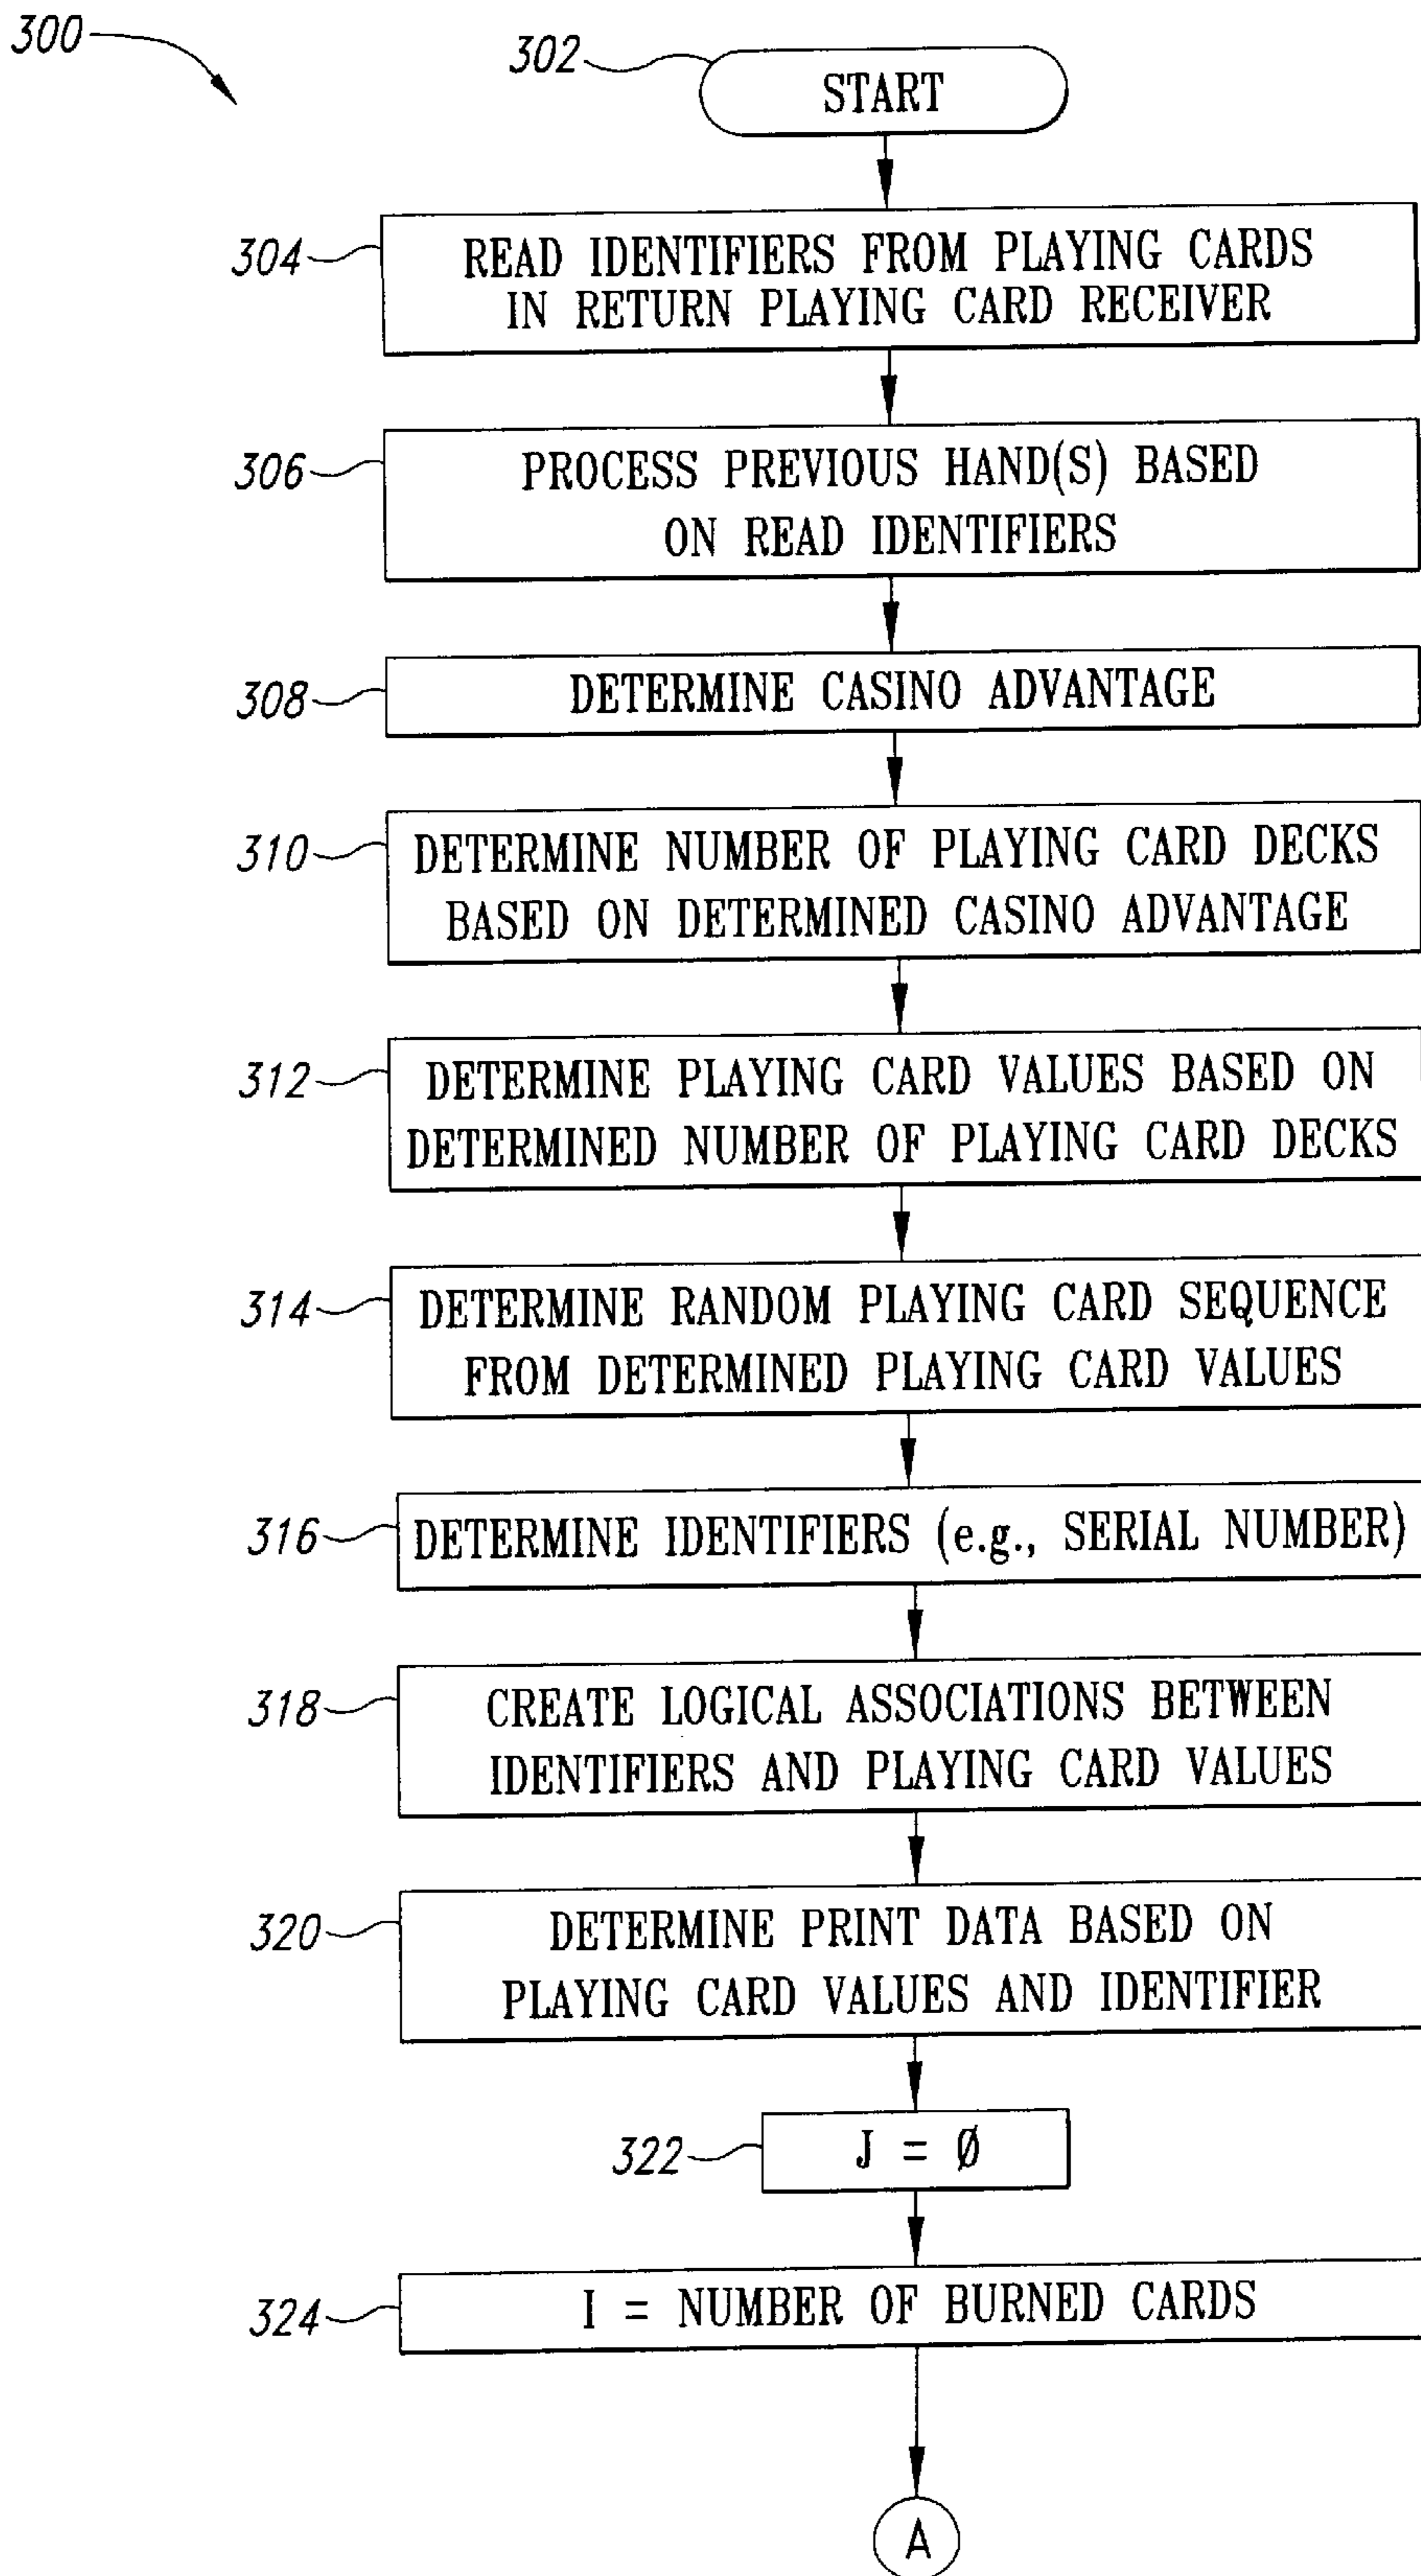 300
302
START
304
READ IDENTIFIERS FROM PLAYING CARDS
IN RETURN PLAYING CARD RECEIVER
306
PROCESS PREVIOUS HAND(S) BASED
ON READ IDENTIFIERS
308
DETERMINE CASINO ADVANTAGE
310
DETERMINE NUMBER OF PLAYING CARD DECKS
BASED ON DETERMINED CASINO ADVANTAGE
312
DETERMINE PLAYING CARD VALUES BASED ON
DETERMINED NUMBER OF PLAYING CARD DECKS
314
DETERMINE RANDOM PLAYING CARD SEQUENCE
FROM DETERMINED PLAYING CARD VALUES
316
DETERMINE IDENTIFIERS (e.g., SERIAL NUMBER)
318
CREATE LOGICAL ASSOCIATIONS BETWEEN
IDENTIFIERS AND PLAYING CARD VALUES
320
DETERMINE PRINT DATA BASED ON
PLAYING CARD VALUES AND IDENTIFIER
322
J = Ø
324
I = NUMBER OF BURNED CARDS
A